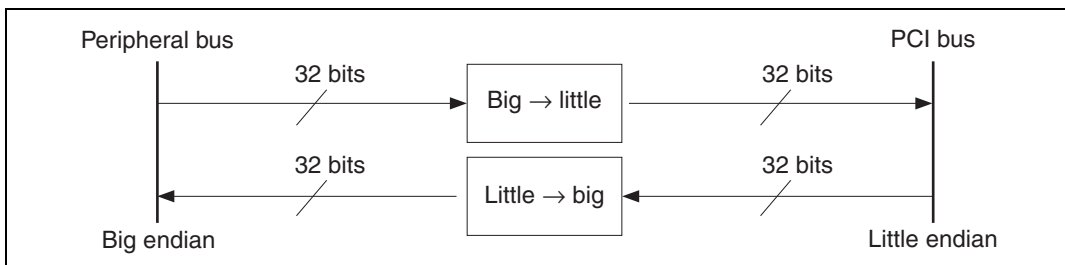 Peripheral bus
PCI bus
32 bits
32 bits
Big → little
32 bits
32 bits
Little → big
Big endian
Little endian